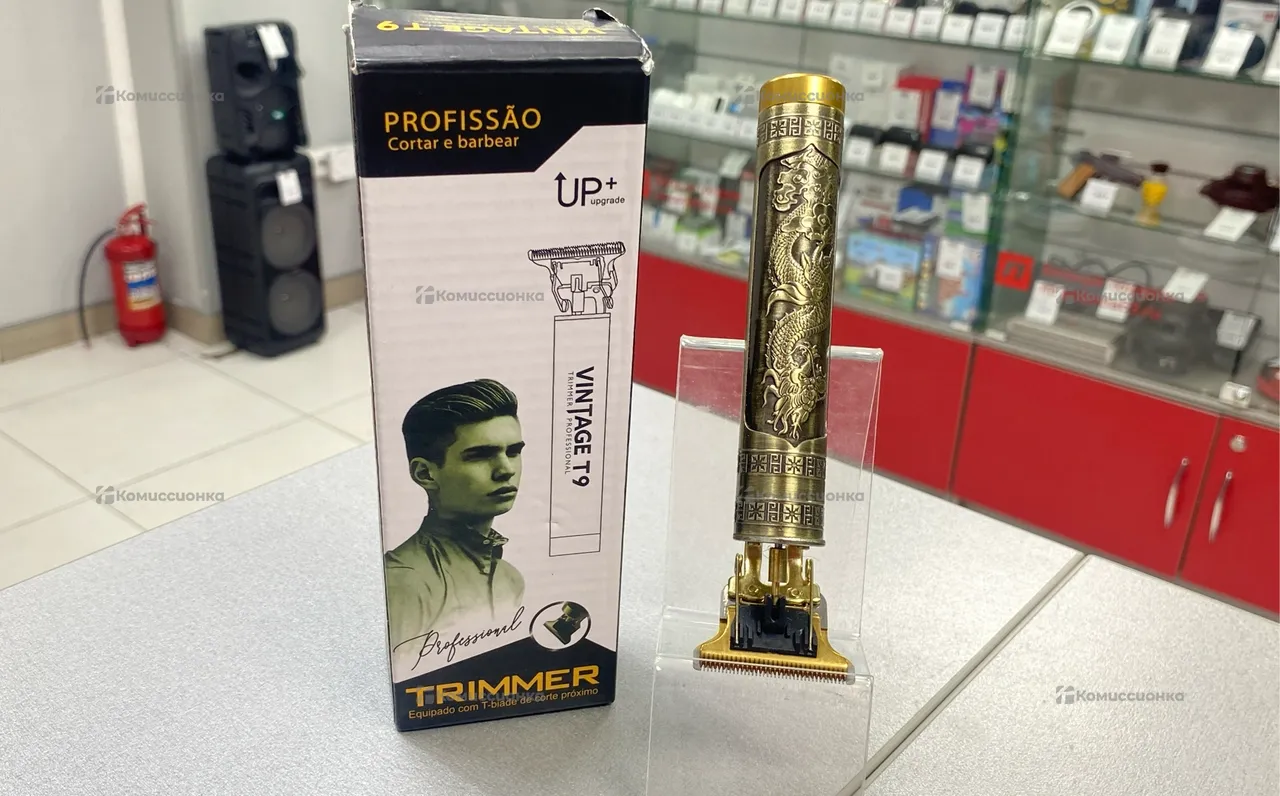 VINTAGE T9
PROFISSÃO
Cortar e barbear
UP+
upgrade
VINTAGE T9
TRIMMER PROFESSIONAL
Professional
TRIMMER
Equipado com T-blade de corte próximo
Комиссионка
Комиссионка
Комиссионка
Комиссионка
Комиссионка
Комиссионка
Комиссионка
Комиссионка